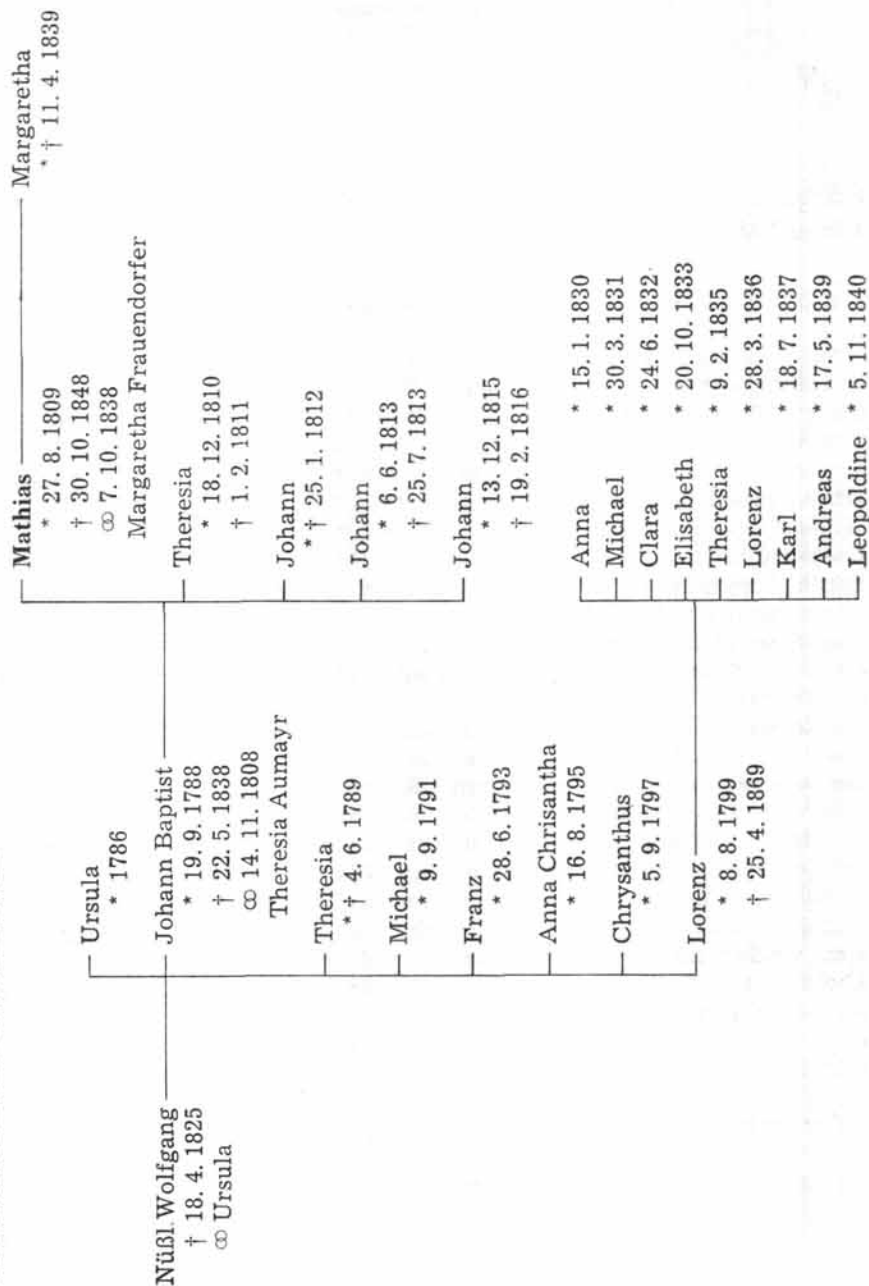 Nüßl Wolfgang
† 18. 4. 1825
⚭ Ursula
Ursula
* 1786
Johann Baptist
* 19. 9. 1788
† 22. 5. 1838
⚭ 14. 11. 1808
Theresia Aumayr
Theresia
* † 4. 6. 1789
Michael
* 9. 9. 1791
Franz
* 28. 6. 1793
Anna Chrisantha
* 16. 8. 1795
Chrysanthus
* 5. 9. 1797
Lorenz
* 8. 8. 1799
† 25. 4. 1869
Mathias
* 27. 8. 1809
† 30. 10. 1848
⚭ 7. 10. 1838
Margaretha Frauendorfer
Theresia
* 18. 12. 1810
† 1. 2. 1811
Johann
* † 25. 1. 1812
Johann
* 6. 6. 1813
† 25. 7. 1813
Johann
* 13. 12. 1815
† 19. 2. 1816
Anna * 15. 1. 1830
Michael * 30. 3. 1831
Clara * 24. 6. 1832
Elisabeth * 20. 10. 1833
Theresia * 9. 2. 1835
Lorenz * 28. 3. 1836
Karl * 18. 7. 1837
Andreas * 17. 5. 1839
Leopoldine * 5. 11. 1840
Margaretha
* † 11. 4. 1839